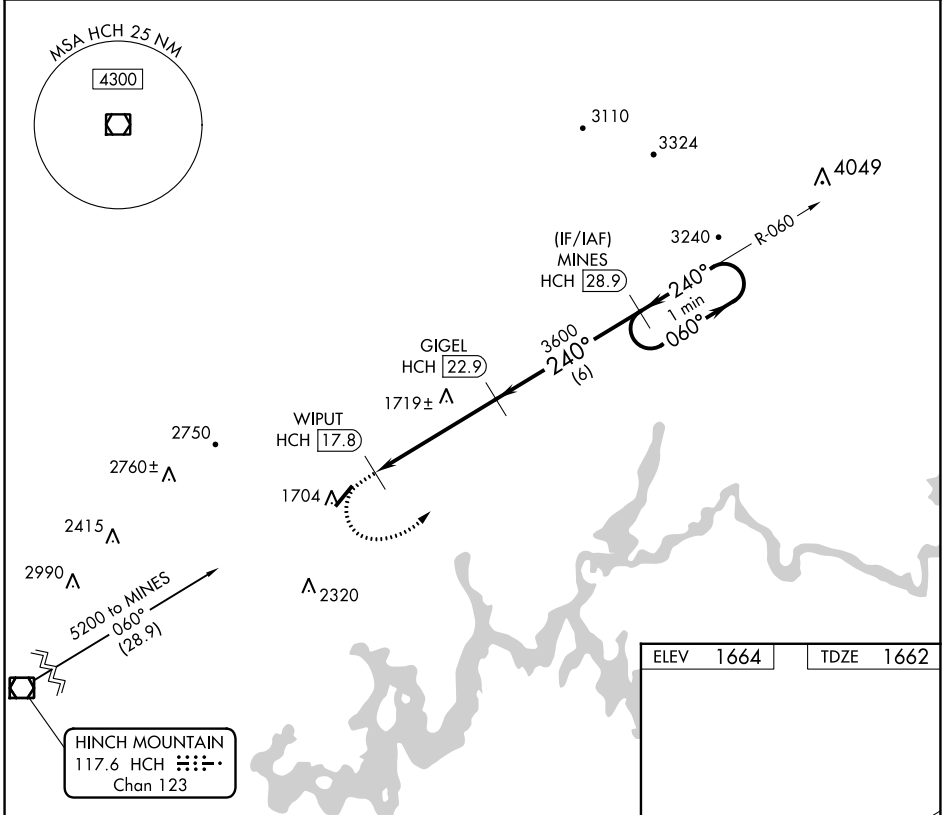 MSA HCH 25 NM
4300
3110
3324
4049
R-060
3240
(IF/IAF)
MINES
HCH 28.9
240°
1 min
060°
3600
240°
(6)
GIGEL
HCH 22.9
1719±
WIPUT
HCH 17.8
2750
2760±
1704
2415
2990
2320
5200 to MINES
060°
(28.9)
HINCH MOUNTAIN
117.6 HCH
Chan 123
ELEV 1664
TDZE 1662